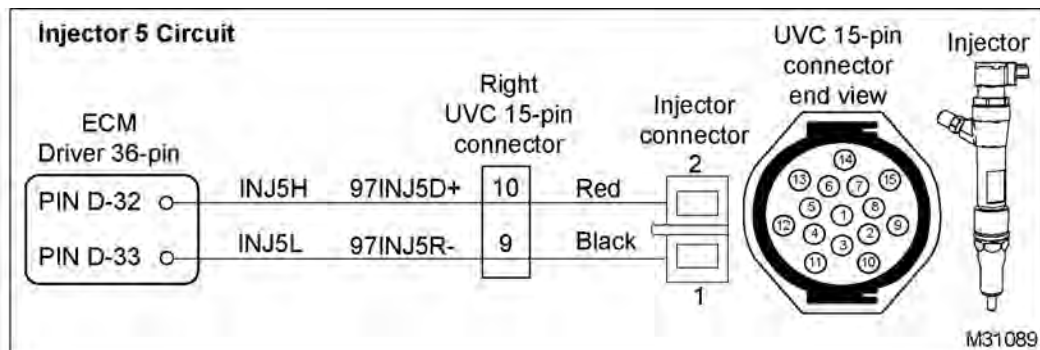 Injector 5 Circuit
ECM
Driver 36-pin
PIN D-32
PIN D-33
INJ5H
97INJ5D+
INJ5L
97INJ5R-
Right
UVC 15-pin
connector
10
9
Red
Black
Injector
connector
2
1
UVC 15-pin
connector
end view
14
13
6
7
15
5
1
8
12
4
2
9
3
11
10
Injector
M31089